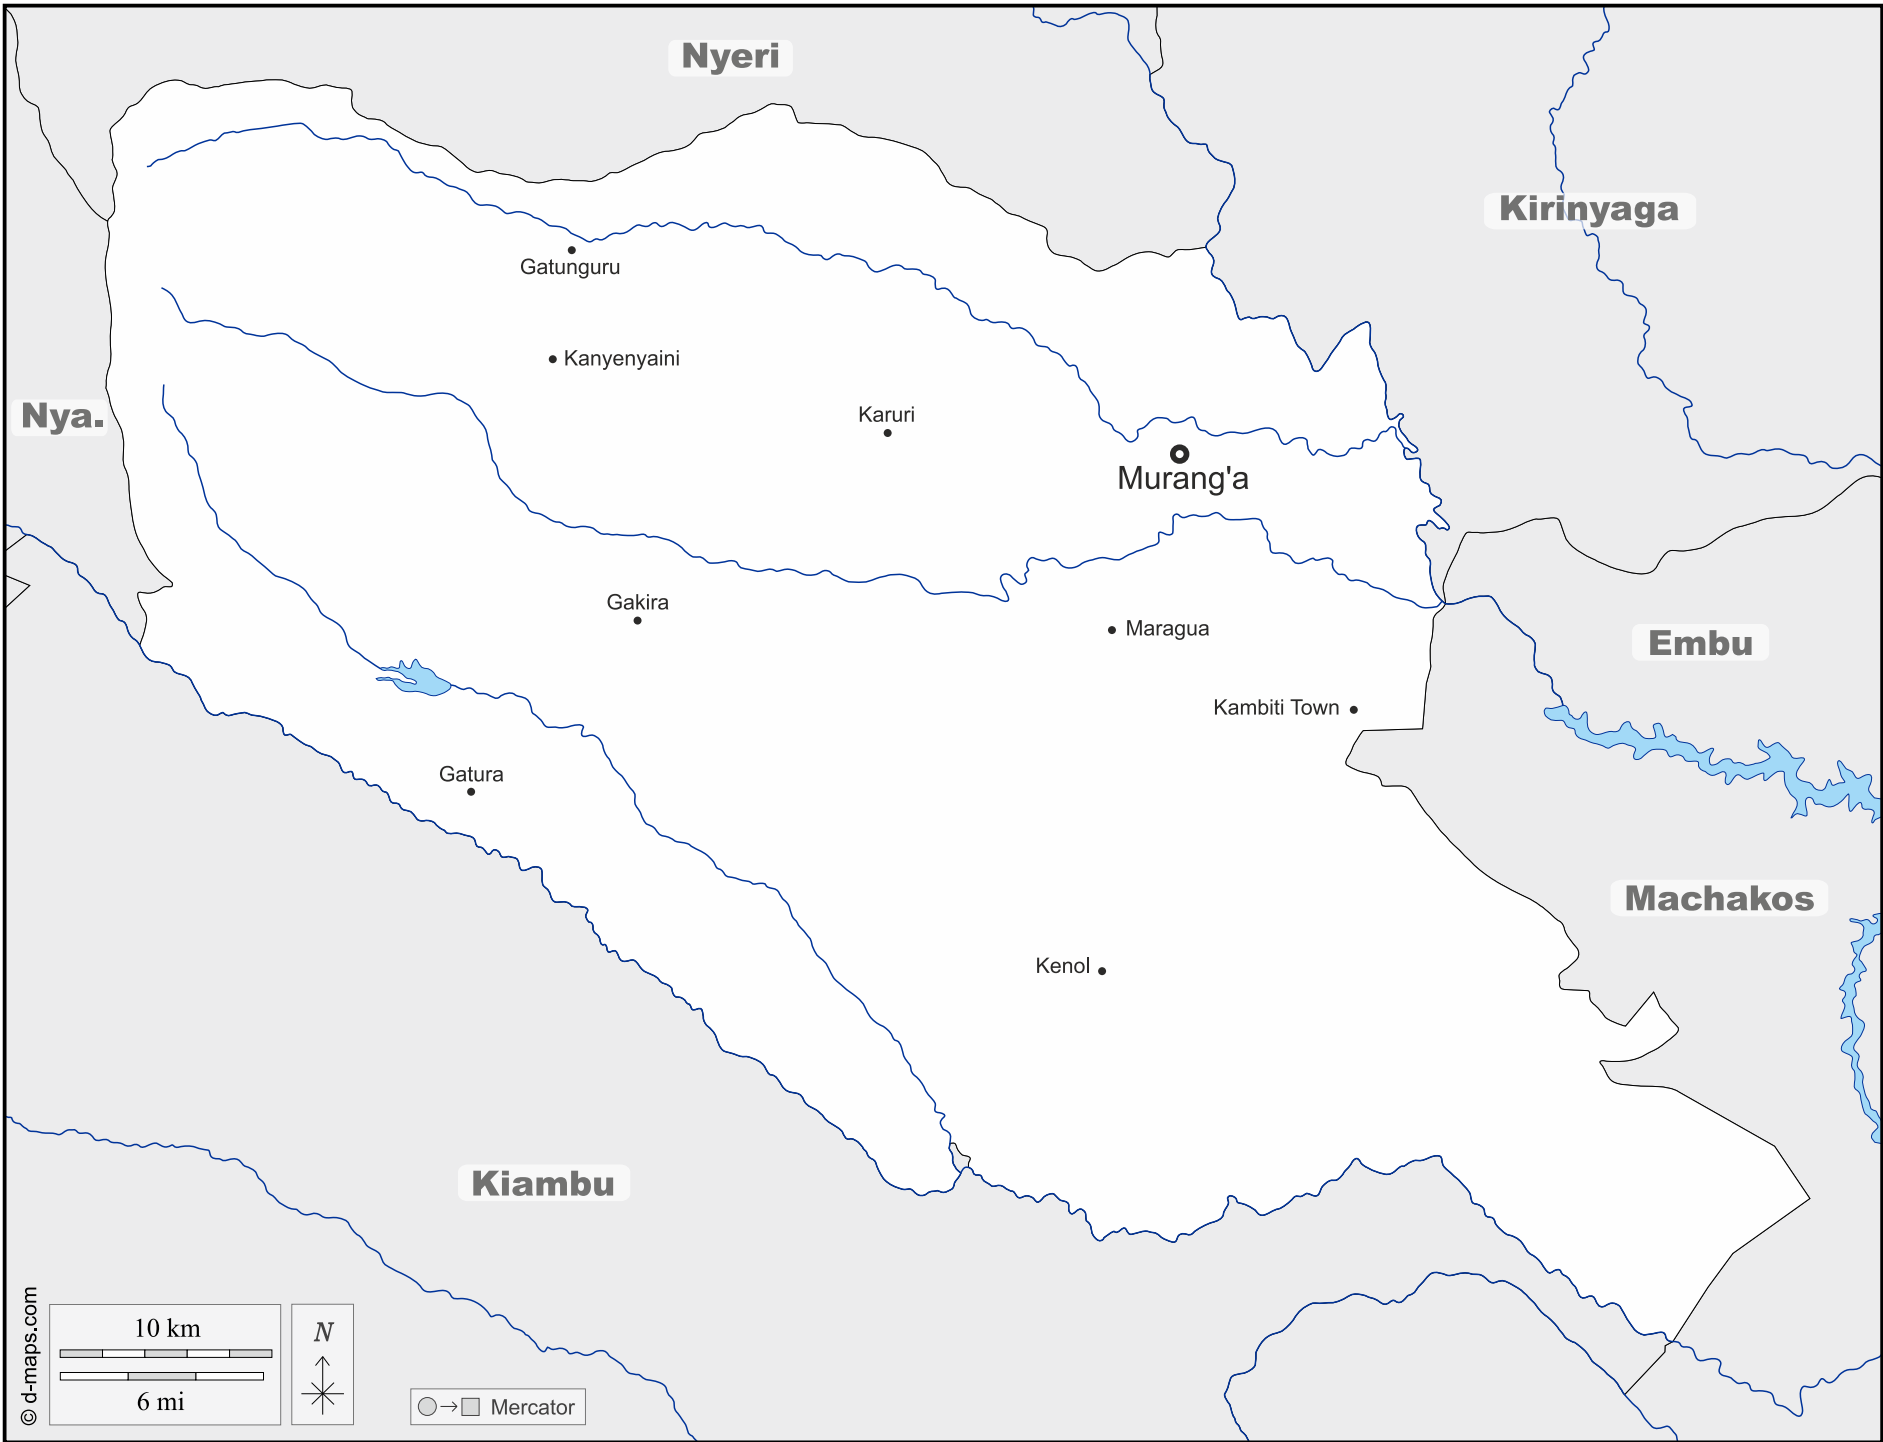 Nyeri
Kirinyaga
Gatunguru
Kanyenyaini
Nya.
Karuri
Murang'a
Gakira
Maragua
Embu
Kambiti Town
Gatura
Machakos
Kenol
Kiambu
© d-maps.com
10 km
6 mi
N
Mercator